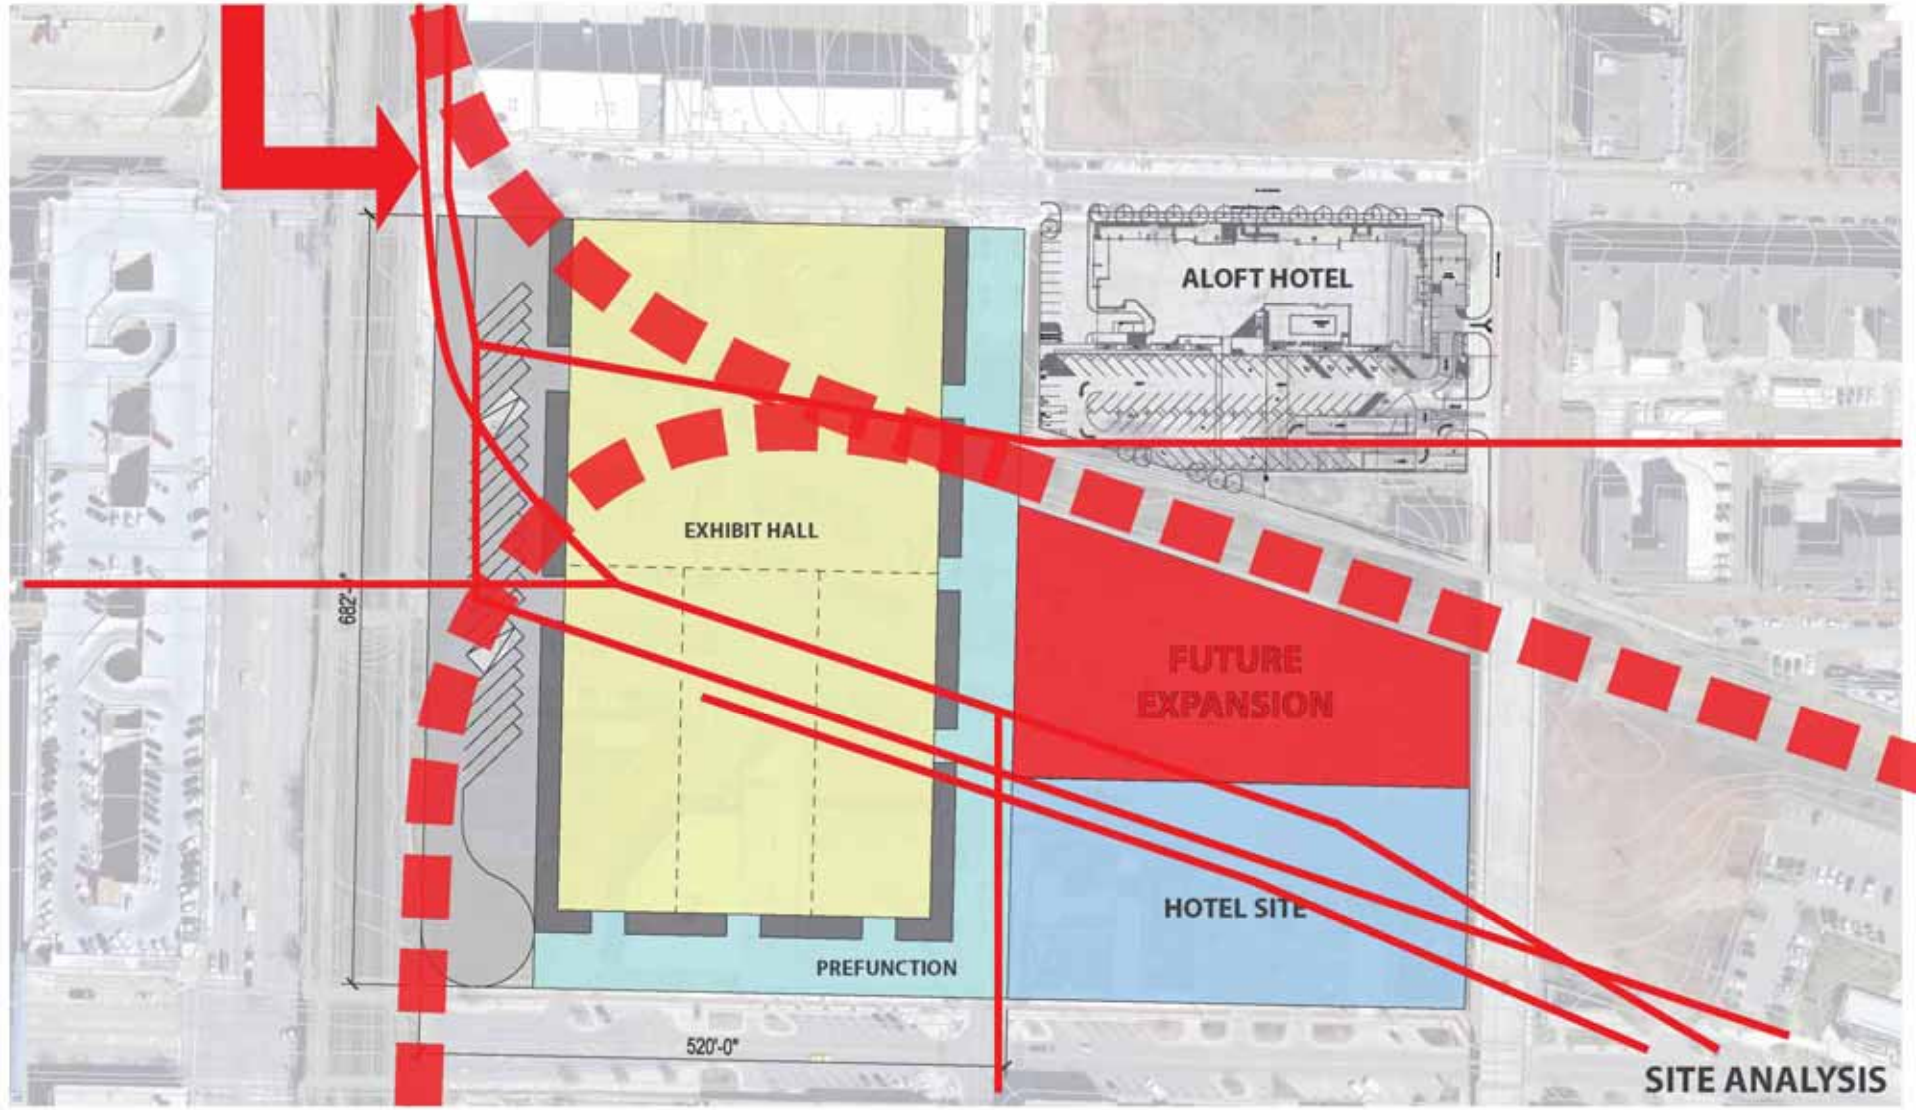 ALOFT HOTEL
EXHIBIT HALL
682'-0"
FUTURE
EXPANSION
HOTEL SITE
PREFUNCTION
520'-0"
SITE ANALYSIS